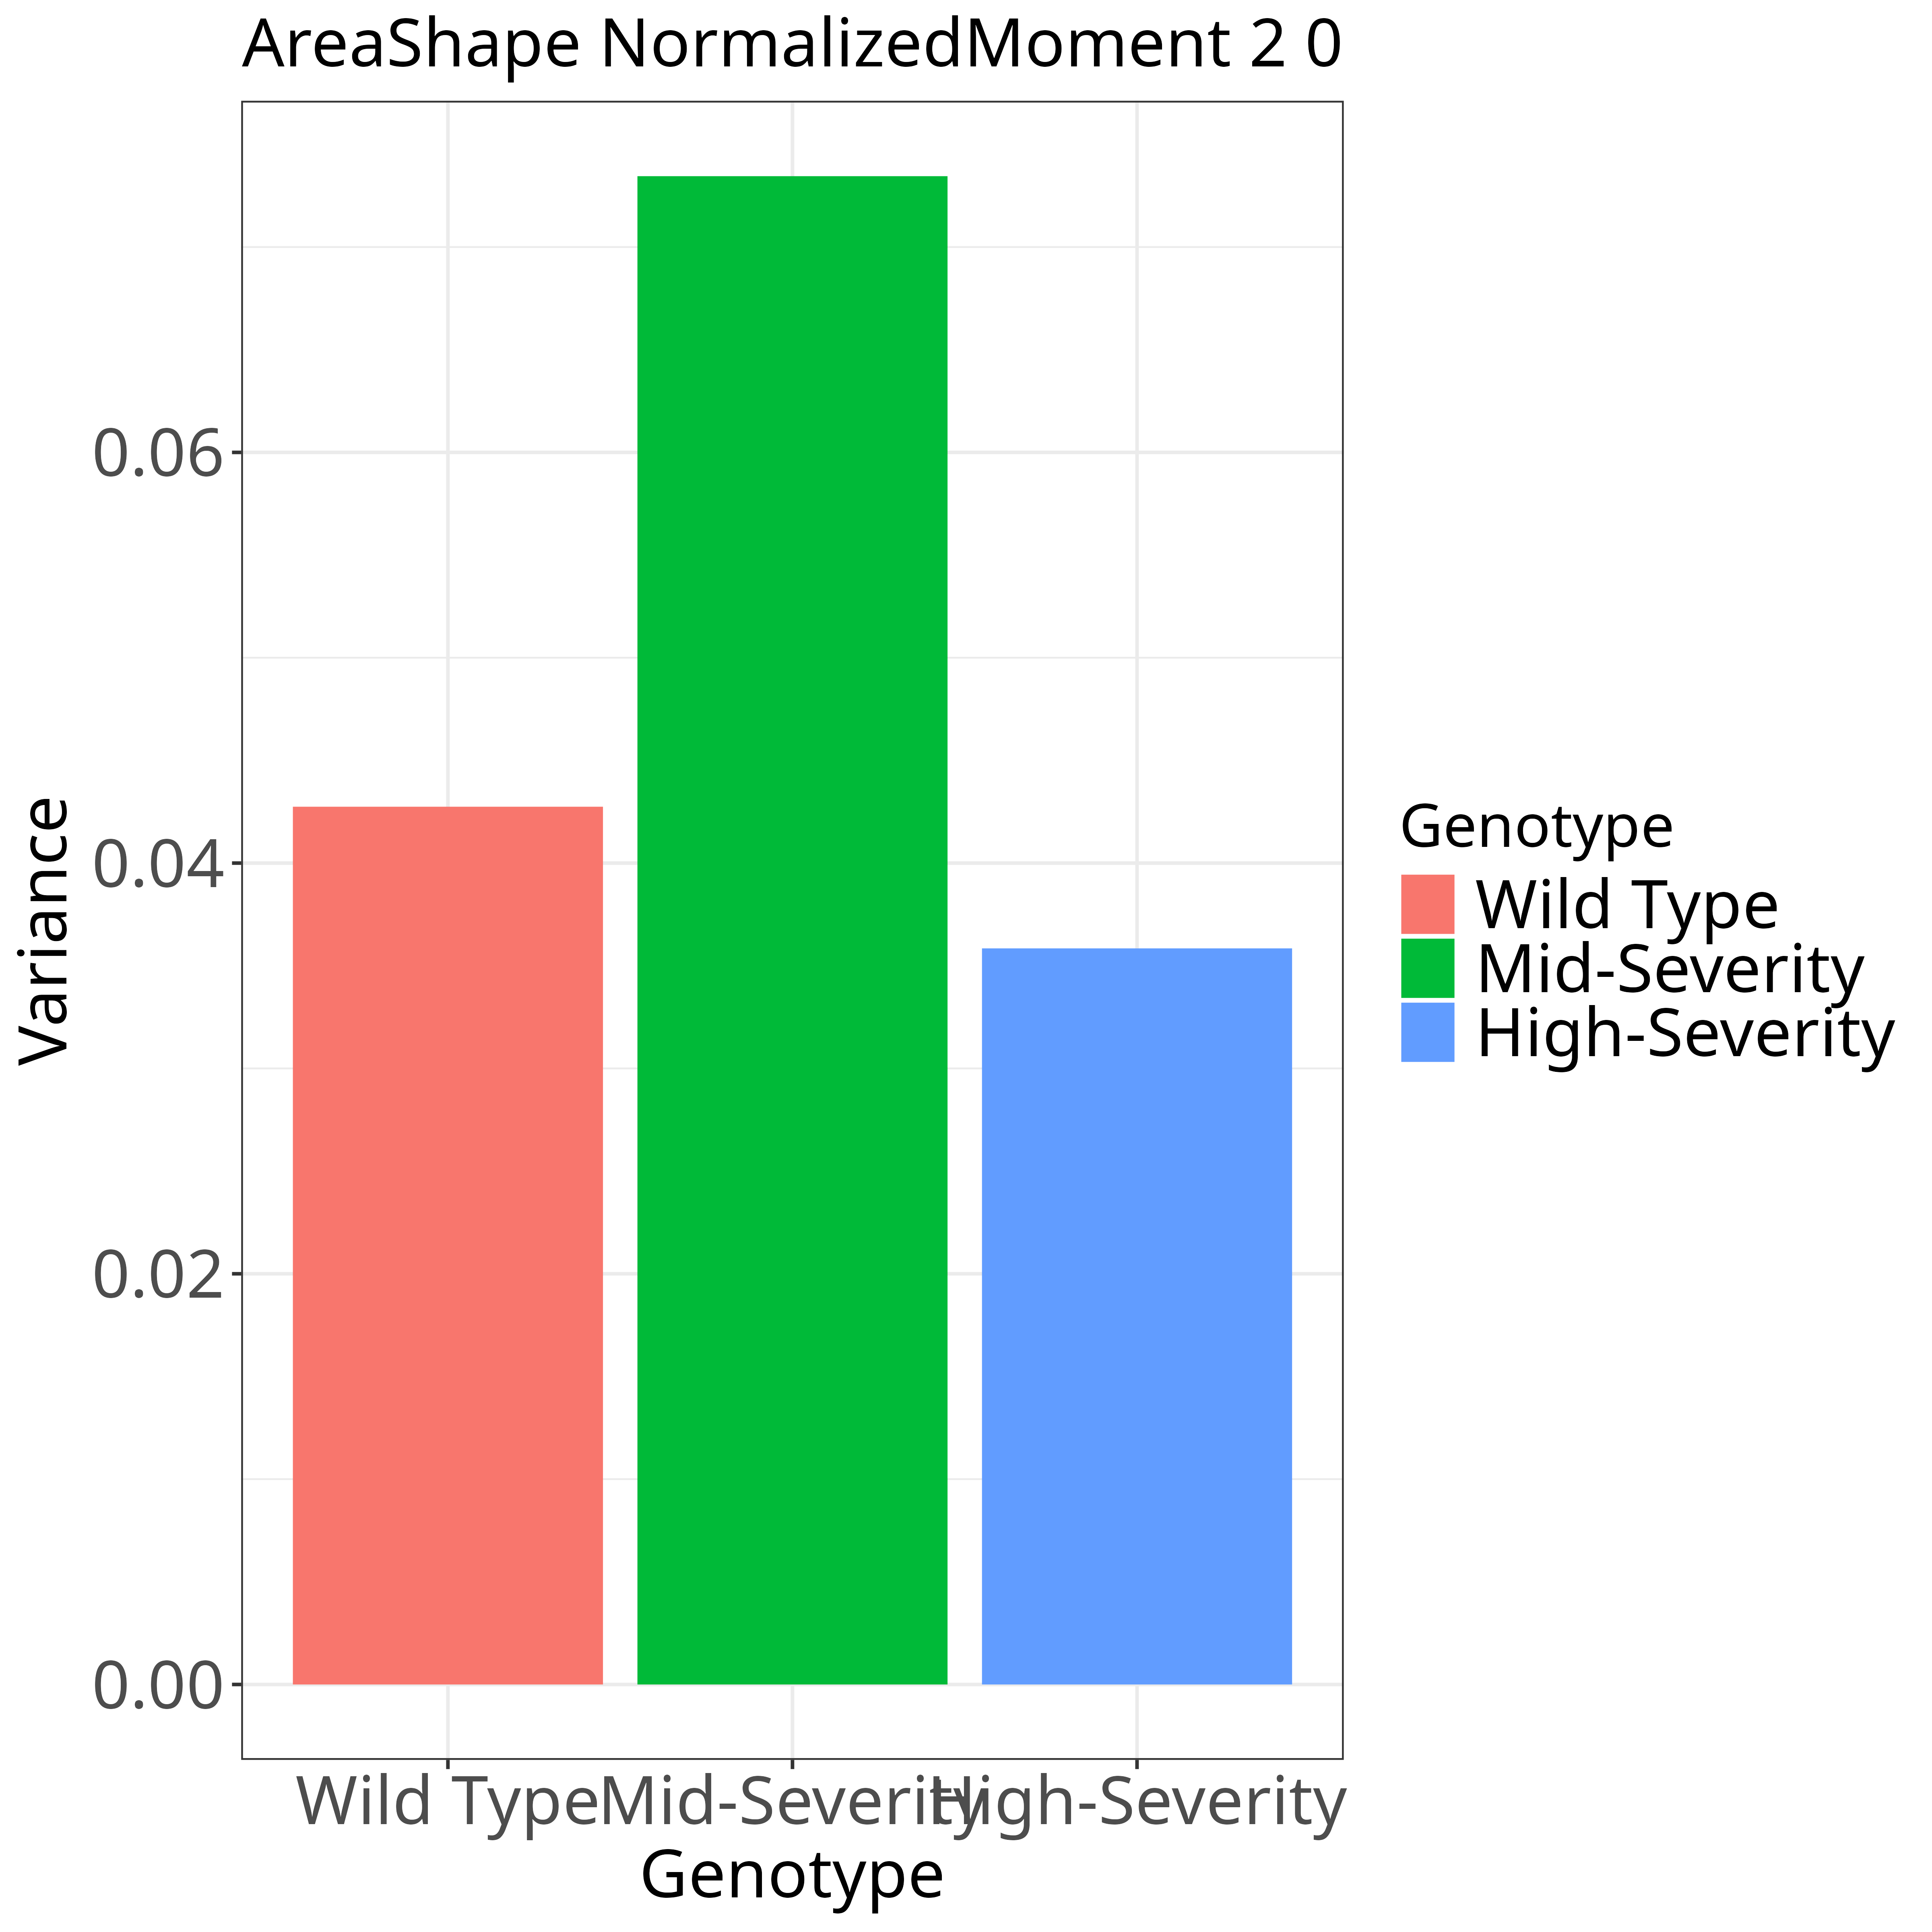 AreaShape NormalizedMoment 2 0
Variance
0.06
0.04
0.02
0.00
Wild Type Mid-Severity High-Severity
Genotype
Genotype
Wild Type
Mid-Severity
High-Severity